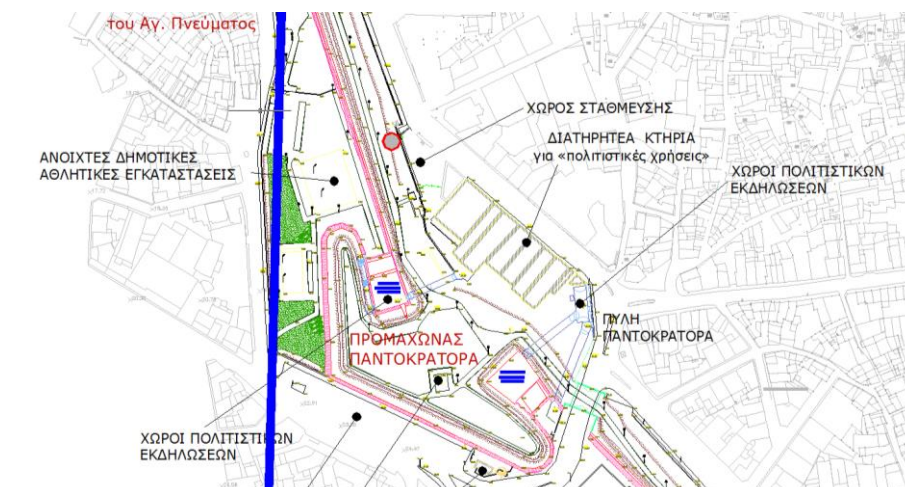 του Αγ. Πνεύματος
ΧΩΡΟΣ ΣΤΑΘΜΕΥΣΗΣ
ΔΙΑΤΗΡΗΤΕΑ ΚΤΗΡΙΑ
για «πολιτιστικές χρήσεις»
ΑΝΟΙΧΤΕΣ ΔΗΜΟΤΙΚΕΣ
ΑΘΛΗΤΙΚΕΣ ΕΓΚΑΤΑΣΤΑΣΕΙΣ
ΧΩΡΟΙ ΠΟΛΙΤΙΣΤΙΚΩΝ
ΕΚΔΗΛΩΣΕΩΝ
ΠΥΛΗ
ΠΑΝΤΟΚΡΑΤΟΡΑ
ΠΡΟΜΑΧΩΝΑΣ
ΠΑΝΤΟΚΡΑΤΟΡΑ
ΧΩΡΟΙ ΠΟΛΙΤΙΣΤΙΚΩΝ
ΕΚΔΗΛΩΣΕΩΝ